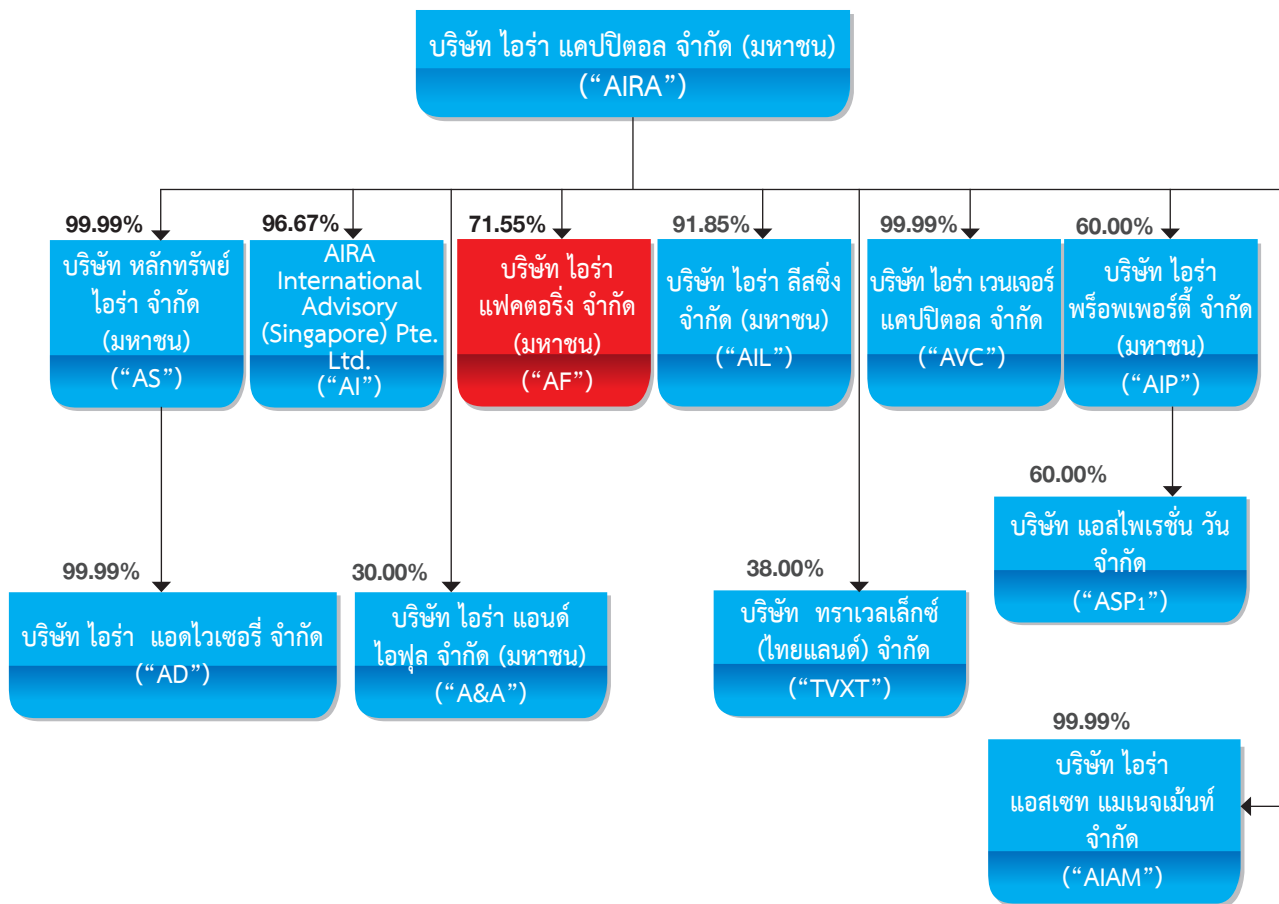 บริษัท ไอร่า แคปปิตอล จำกัด (มหาชน)
(“AIRA”)
99.99%
บริษัท หลักทรัพย์
ไอร่า จำกัด
(มหาชน)
(“AS”)
96.67%
AIRA
International
Advisory
(Singapore) Pte.
Ltd.
(“AI”)
71.55%
บริษัท ไอร่า
แฟคตอริ่ง จำกัด
(มหาชน)
(“AF”)
91.85%
บริษัท ไอร่า ลีสซิ่ง
จำกัด (มหาชน)
(“AIL”)
99.99%
บริษัท ไอร่า เวนเจอร์
แคปปิตอล จำกัด
(“AVC”)
60.00%
บริษัท ไอร่า
พร็อพเพอร์ตี้ จำกัด
(มหาชน)
(“AIP”)
60.00%
บริษัท แอสไพเรชั่น วัน
จำกัด
(“ASP1”)
99.99%
บริษัท ไอร่า แอดไวเซอรี่ จำกัด
(“AD”)
30.00%
บริษัท ไอร่า แอนด์
ไอฟุล จำกัด (มหาชน)
(“A&A”)
38.00%
บริษัท ทราเวลเล็กซ์
(ไทยแลนด์) จำกัด
(“TVXT”)
99.99%
บริษัท ไอร่า
แอสเซท แมเนจเม้นท์
จำกัด
(“AIAM”)